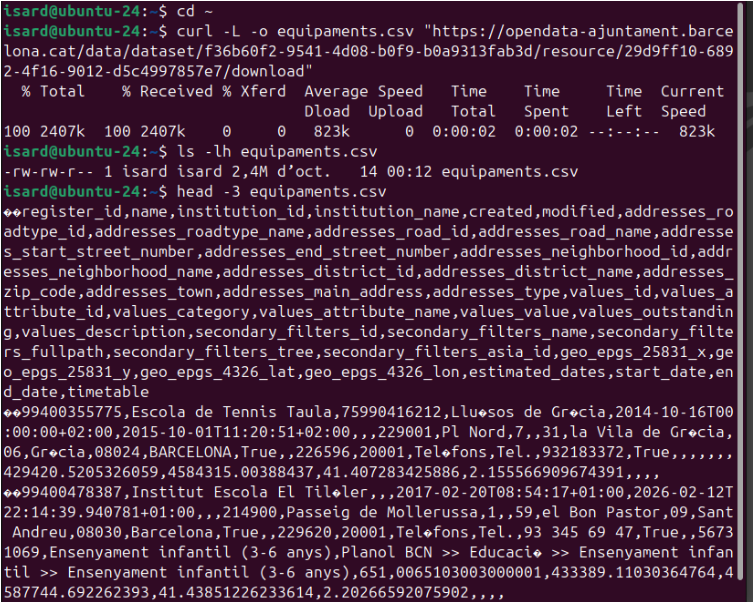 isard@ubuntu-24:~$ cd ~
isard@ubuntu-24:~$ curl -L -o equipaments.csv "https://opendata-ajuntament.barce
lona.cat/data/dataset/f36b60f2-9541-4d08-b0f9-b0a9313fab3d/resource/29d9ff10-689
2-4f16-9012-d5c4997857e7/download"
  % Total    % Received % Xferd  Average Speed   Time    Time     Time  Current
                                 Dload  Upload   Total   Spent    Left  Speed
100 2407k  100 2407k    0     0   823k      0  0:00:02  0:00:02 --:--:--  823k
isard@ubuntu-24:~$ ls -lh equipaments.csv
-rw-rw-r-- 1 isard isard 2,4M d’oct.   14 00:12 equipaments.csv
isard@ubuntu-24:~$ head -3 equipaments.csv
��register_id,name,institution_id,institution_name,created,modified,addresses_ro
adtype_id,addresses_roadtype_name,addresses_road_id,addresses_road_name,addresse
s_start_street_number,addresses_end_street_number,addresses_neighborhood_id,addr
esses_neighborhood_name,addresses_district_id,addresses_district_name,addresses_
zip_code,addresses_town,addresses_main_address,addresses_type,values_id,values_a
ttribute_id,values_category,values_attribute_name,values_value,values_outstandin
g,values_description,secondary_filters_id,secondary_filters_name,secondary_filte
rs_fullpath,secondary_filters_tree,secondary_filters_asia_id,geo_epgs_25831_x,ge
o_epgs_25831_y,geo_epgs_4326_lat,geo_epgs_4326_lon,estimated_dates,start_date,en
d_date,timetable
��99400355775,Escola de Tennis Taula,75990416212,Llu�sos de Gr�cia,2014-10-16T00
:00:00+02:00,2015-10-01T11:20:51+02:00,,,229001,Pl Nord,7,,31,la Vila de Gr�cia,
06,Gr�cia,08024,BARCELONA,True,,226596,20001,Tel�fons,Tel.,932183372,True,,,,,,,
429420.5205326059,4584315.00388437,41.407283425886,2.155566909674391,,,,
��99400478387,Institut Escola El Til�ler,,,2017-02-20T08:54:17+01:00,2026-02-12T
22:14:39.940781+01:00,,,214900,Passeig de Mollerussa,1,,59,el Bon Pastor,09,Sant
 Andreu,08030,Barcelona,True,,229620,20001,Tel�fons,Tel.,93 345 69 47,True,,5673
1069,Ensenyament infantil (3-6 anys),Planol BCN >> Educaci� >> Ensenyament infan
til >> Ensenyament infantil (3-6 anys),651,0065103003000001,433389.11030364764,4
587744.692262393,41.43851226233614,2.20266592075902,,,,